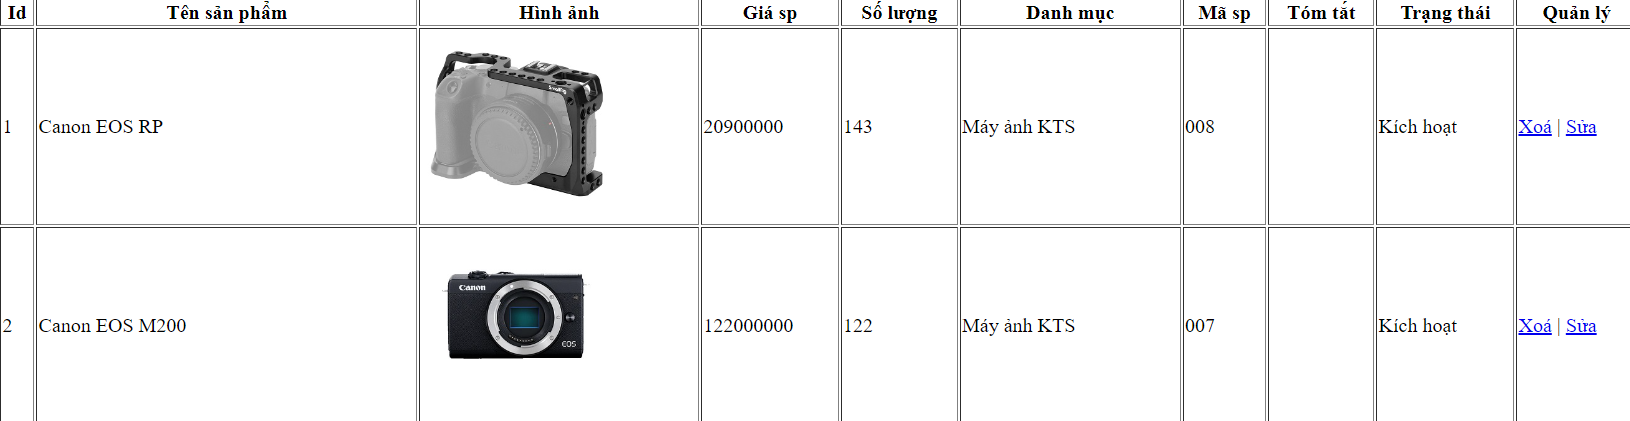 Id Tên sản phẩm Hình ảnh Giá sp Số lượng Danh mục Mã sp Tóm tắt Trạng thái Quản lý
1 Canon EOS RP 20900000 143 Máy ảnh KTS 008 Kích hoạt Xoá | Sửa
Canon
2 Canon EOS M200 122000000 122 Máy ảnh KTS 007 Kích hoạt Xoá | Sửa
EOS